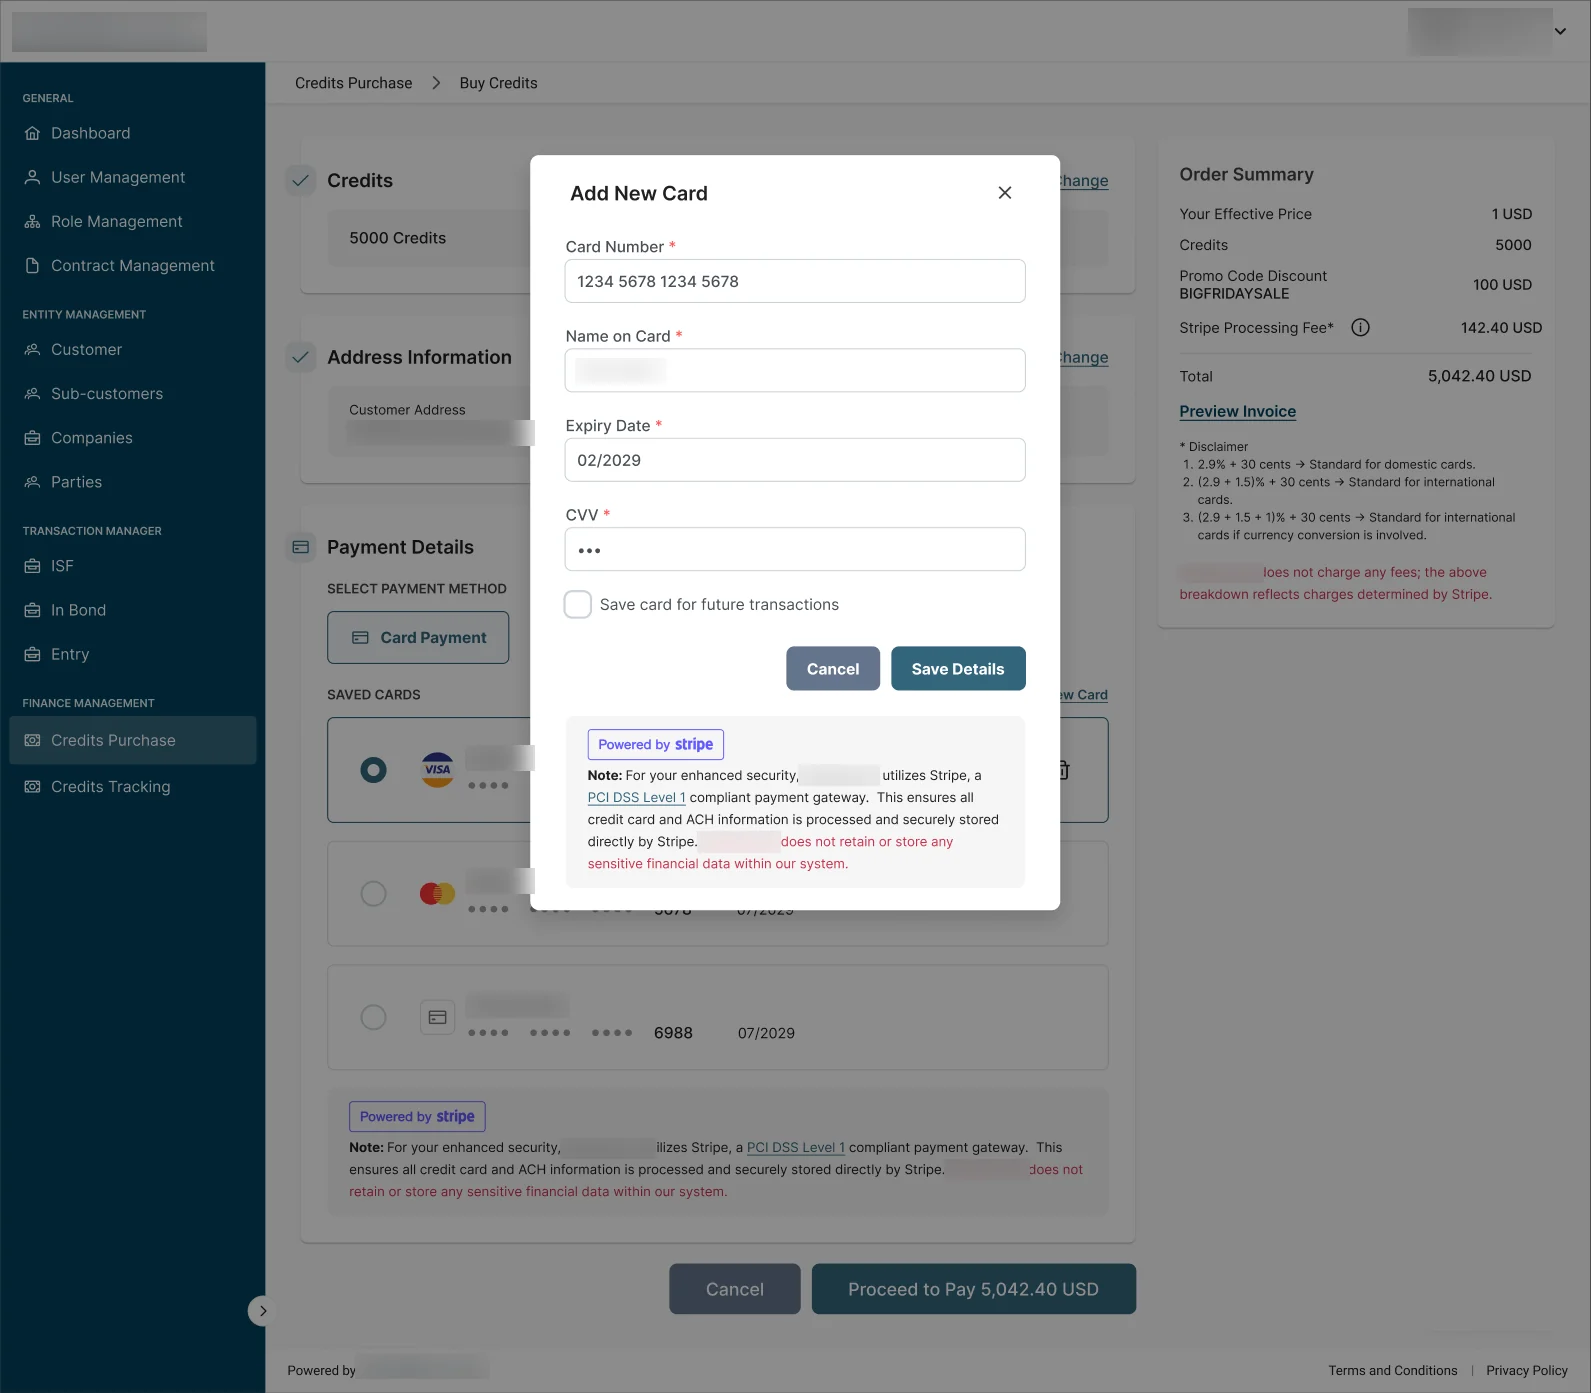 Credits Purchase > Buy Credits
GENERAL
Dashboard
User Management
Role Management
Contract Management
ENTITY MANAGEMENT
Customer
Sub-customers
Companies
Parties
TRANSACTION MANAGER
ISF
In Bond
Entry
FINANCE MANAGEMENT
Credits Purchase
Credits Tracking
Credits
Change
5000 Credits
Address Information
Change
Customer Address
Payment Details
SELECT PAYMENT METHOD
Card Payment
SAVED CARDS
Card
VISA
5678 07/2029
6988 07/2029
Powered by stripe
Note: For your enhanced security, Stripe, a PCI DSS Level 1 compliant payment gateway. This
ensures all credit card and ACH information is processed and securely stored directly by Stripe. does not
retain or store any sensitive financial data within our system.
Cancel
Proceed to Pay 5,042.40 USD
Add New Card
Card Number *
1234 5678 1234 5678
Name on Card *
Expiry Date *
02/2029
CVV *
•••
Save card for future transactions
Cancel
Save Details
Powered by stripe
Note: For your enhanced security, utilizes Stripe, a
PCI DSS Level 1 compliant payment gateway. This ensures all
credit card and ACH information is processed and securely stored
directly by Stripe. does not retain or store any
sensitive financial data within our system.
Order Summary
Your Effective Price 1 USD
Credits 5000
Promo Code Discount
BIGFRIDAYSALE
100 USD
Stripe Processing Fee* 142.40 USD
Total 5,042.40 USD
Preview Invoice
* Disclaimer
1. 2.9% + 30 cents → Standard for domestic cards.
2. (2.9 + 1.5)% + 30 cents → Standard for international
cards.
3. (2.9 + 1.5 + 1)% + 30 cents → Standard for international
cards if currency conversion is involved.
does not charge any fees; the above
breakdown reflects charges determined by Stripe.
Powered by
Terms and Conditions | Privacy Policy